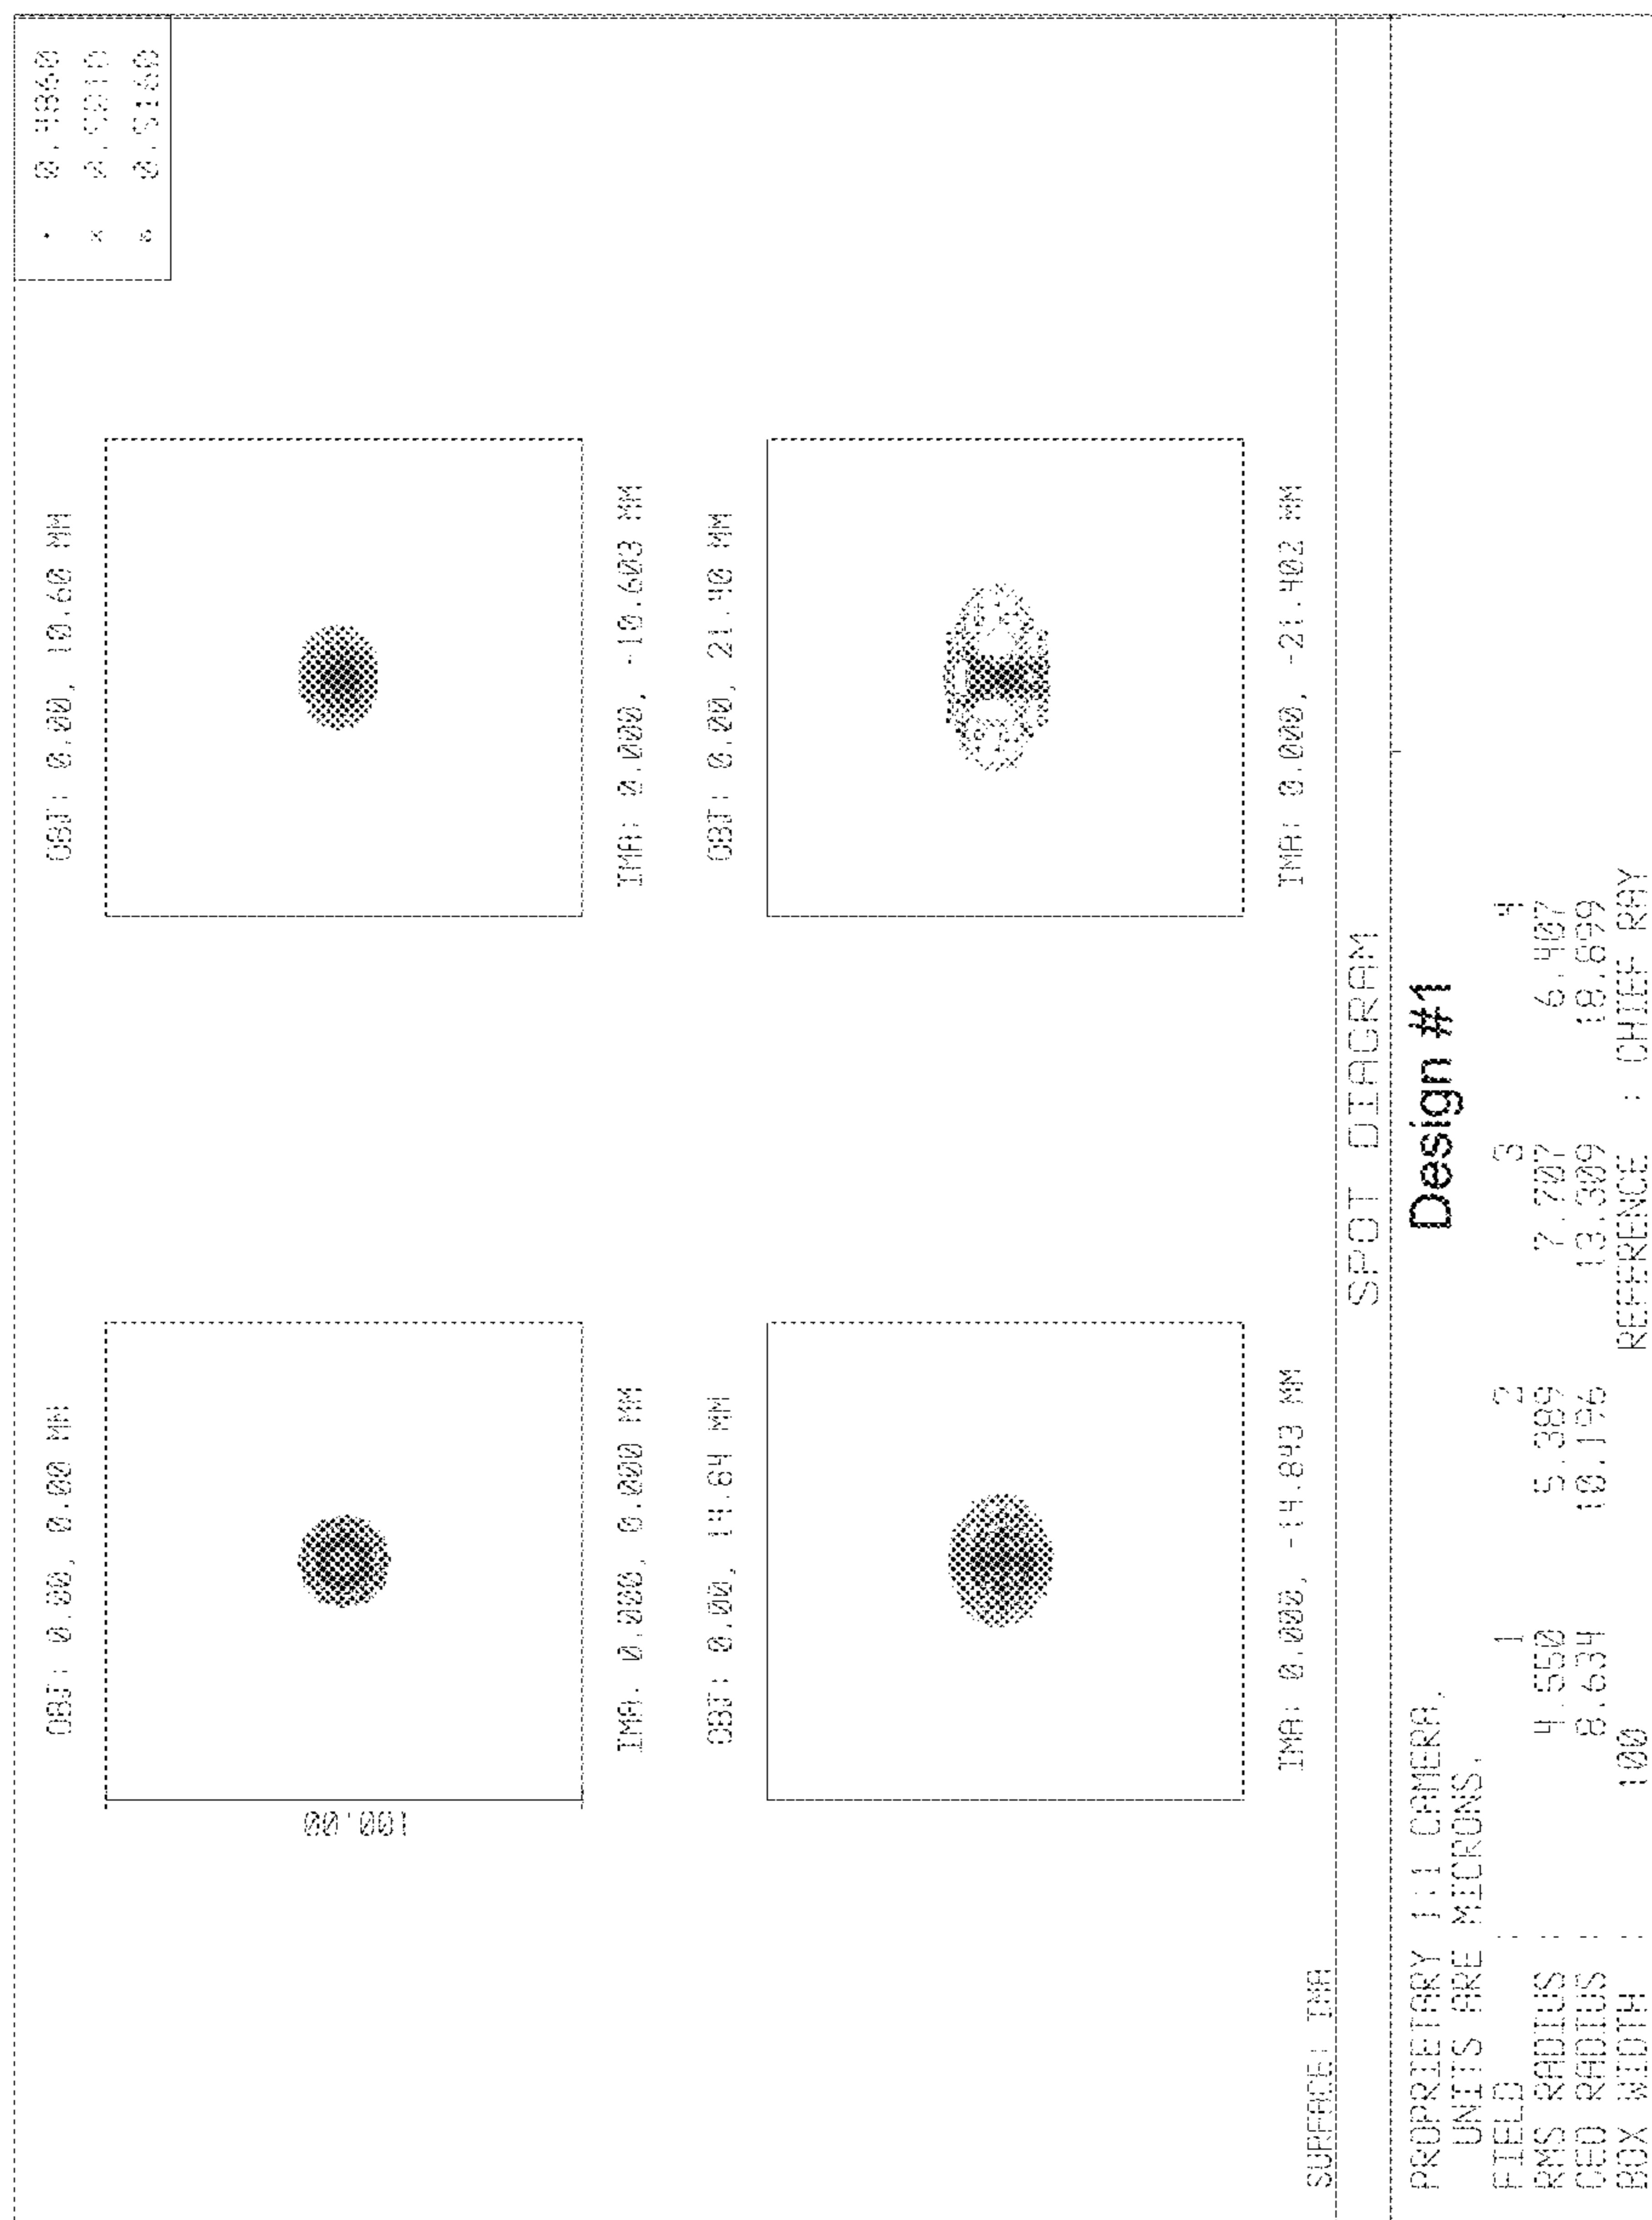 0.4860
0.5010
0.5160
OBJ: 0.00, 0.00 MM
OBJ: 0.00, 10.60 MM
100.00
IMA: 0.000, 0.000 MM
IMA: 0.000, -10.603 MM
OBJ: 0.00, 14.84 MM
OBJ: 0.00, 21.40 MM
IMA: 0.000, -14.843 MM
IMA: 0.000, -21.402 MM
SURFACE: IMA
SPOT DIAGRAM
Design #1
PROPRIETARY 1:1 CAMERA.
UNITS ARE MICRONS.
FIELD : 1 2 3 4
RMS RADIUS : 4.550 5.389 7.707 6.407
GEO RADIUS : 8.634 10.196 13.309 18.699
BOX WIDTH : 100 REFERENCE : CHIEF RAY